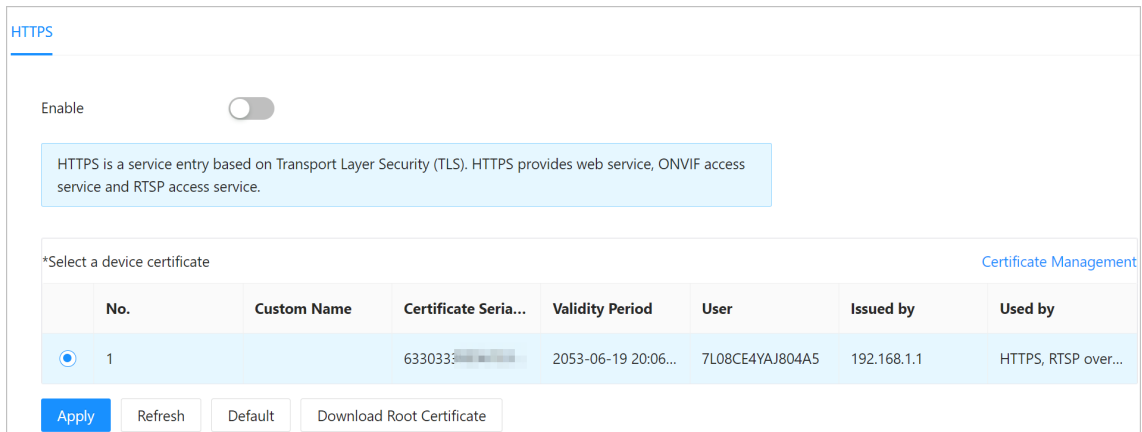 HTTPS
Enable
HTTPS is a service entry based on Transport Layer Security (TLS). HTTPS provides web service, ONVIF access
service and RTSP access service.
*Select a device certificate Certificate Management
No. Custom Name Certificate Seria... Validity Period User Issued by Used by
1 6330333 2053-06-19 20:06... 7L08CE4YAJ804A5 192.168.1.1 HTTPS, RTSP over...
Apply Refresh Default Download Root Certificate